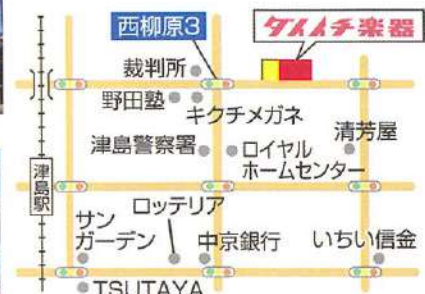 西柳原3
タメイチ楽器
裁判所
野田塾
キクチメガネ
津島警察署
ロイヤル
ホームセンター
清芳屋
津島駅
サン
ガーデン
ロッテリア
中京銀行
いちい信金
TSUTAYA